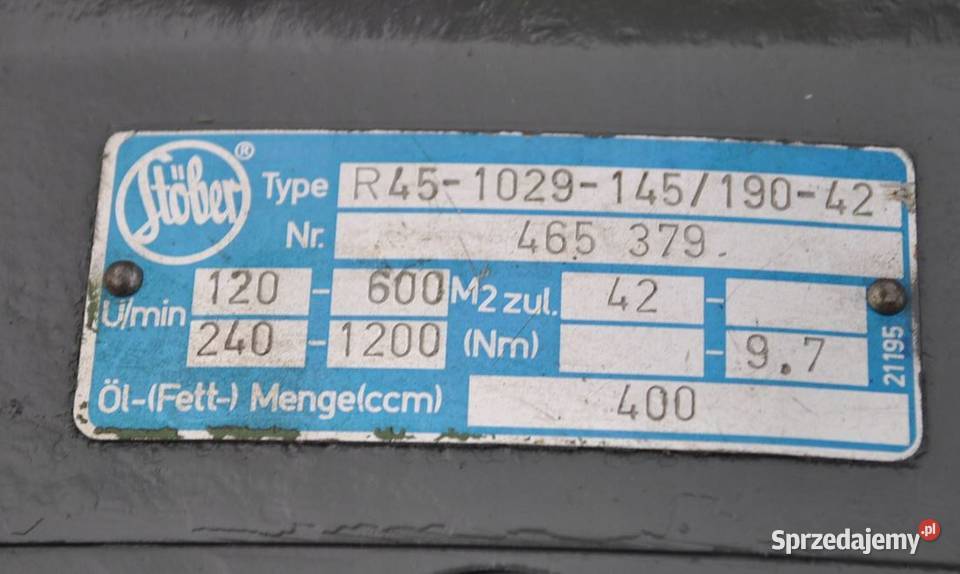 Stöber ®
Type R45-1029-145/190-42
Nr. 465 379.
U/min 120 - 600 M2 zul. 42 -
240 - 1200 (Nm) - 9.7
Öl-(Fett-) Menge(ccm) 400
21195
Sprzedajemy.pl